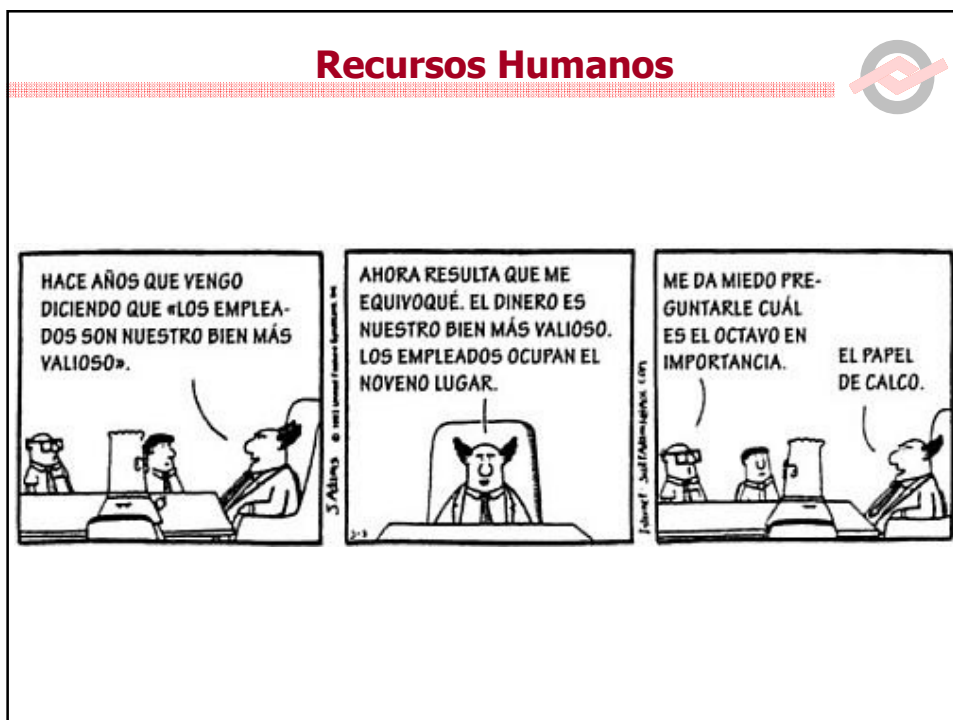 Recursos Humanos
HACE AÑOS QUE VENGO
DICIENDO QUE «LOS EMPLEA-
DOS SON NUESTRO BIEN MÁS
VALIOSO».
S.Adams
AHORA RESULTA QUE ME
EQUIVOQUÉ. EL DINERO ES
NUESTRO BIEN MÁS VALIOSO.
LOS EMPLEADOS OCUPAN EL
NOVENO LUGAR.
3-3
ME DA MIEDO PRE-
GUNTARLE CUÁL
ES EL OCTAVO EN
IMPORTANCIA.
EL PAPEL
DE CALCO.